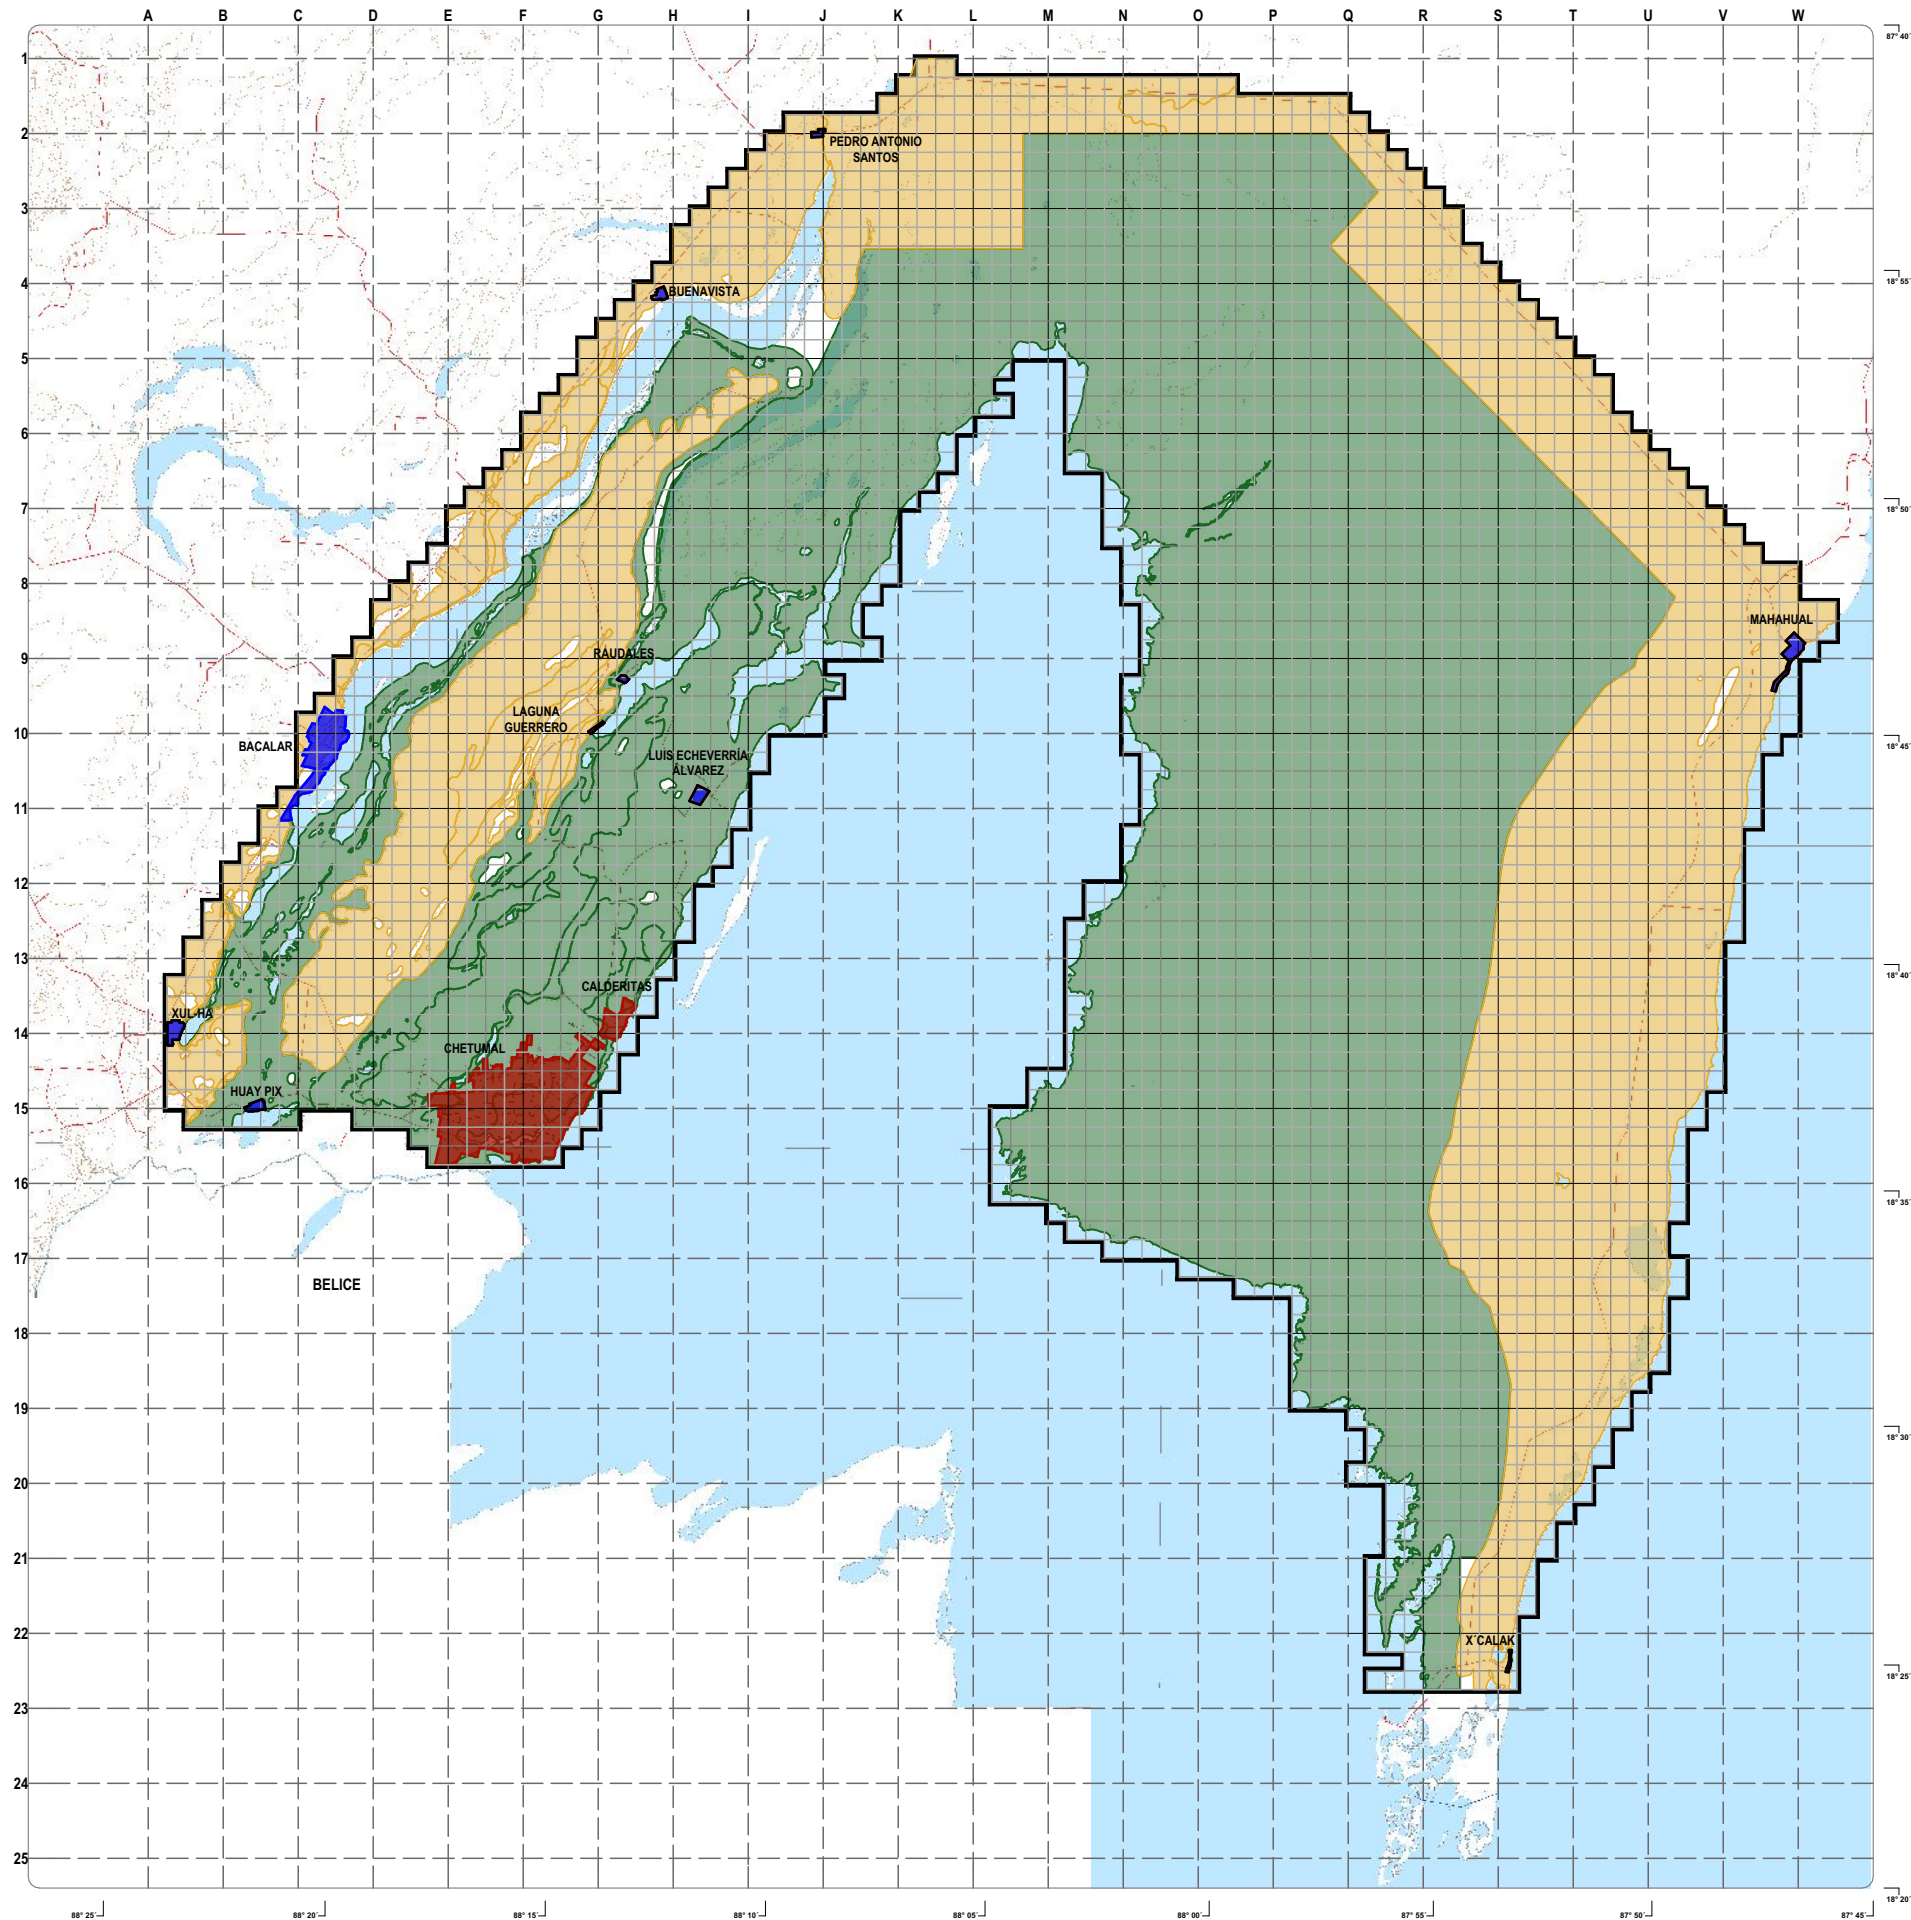 A B C D E F G H I J K L M N O P Q R S T U V W
87° 40´
1
2
PEDRO ANTONIO
SANTOS
3
4
18° 55´
BUENAVISTA
5
6
7
18° 50´
8
MAHAHUAL
9
RAUDALES
LAGUNA
GUERRERO
10
BACALAR
18° 45´
LUIS ECHEVERRÍA
ÁLVAREZ
11
12
13
18° 40´
CALDERITAS
XUL-HA
14
CHETUMAL
HUAY PIX
15
16
18° 35´
17
BELICE
18
19
18° 30´
20
21
22
X´CALAK
18° 25´
23
24
25
18° 20´
88° 25´ 88° 20´ 88° 15´ 88° 10´ 88° 05´ 88° 00´ 87° 55´ 87° 50´ 87° 45´